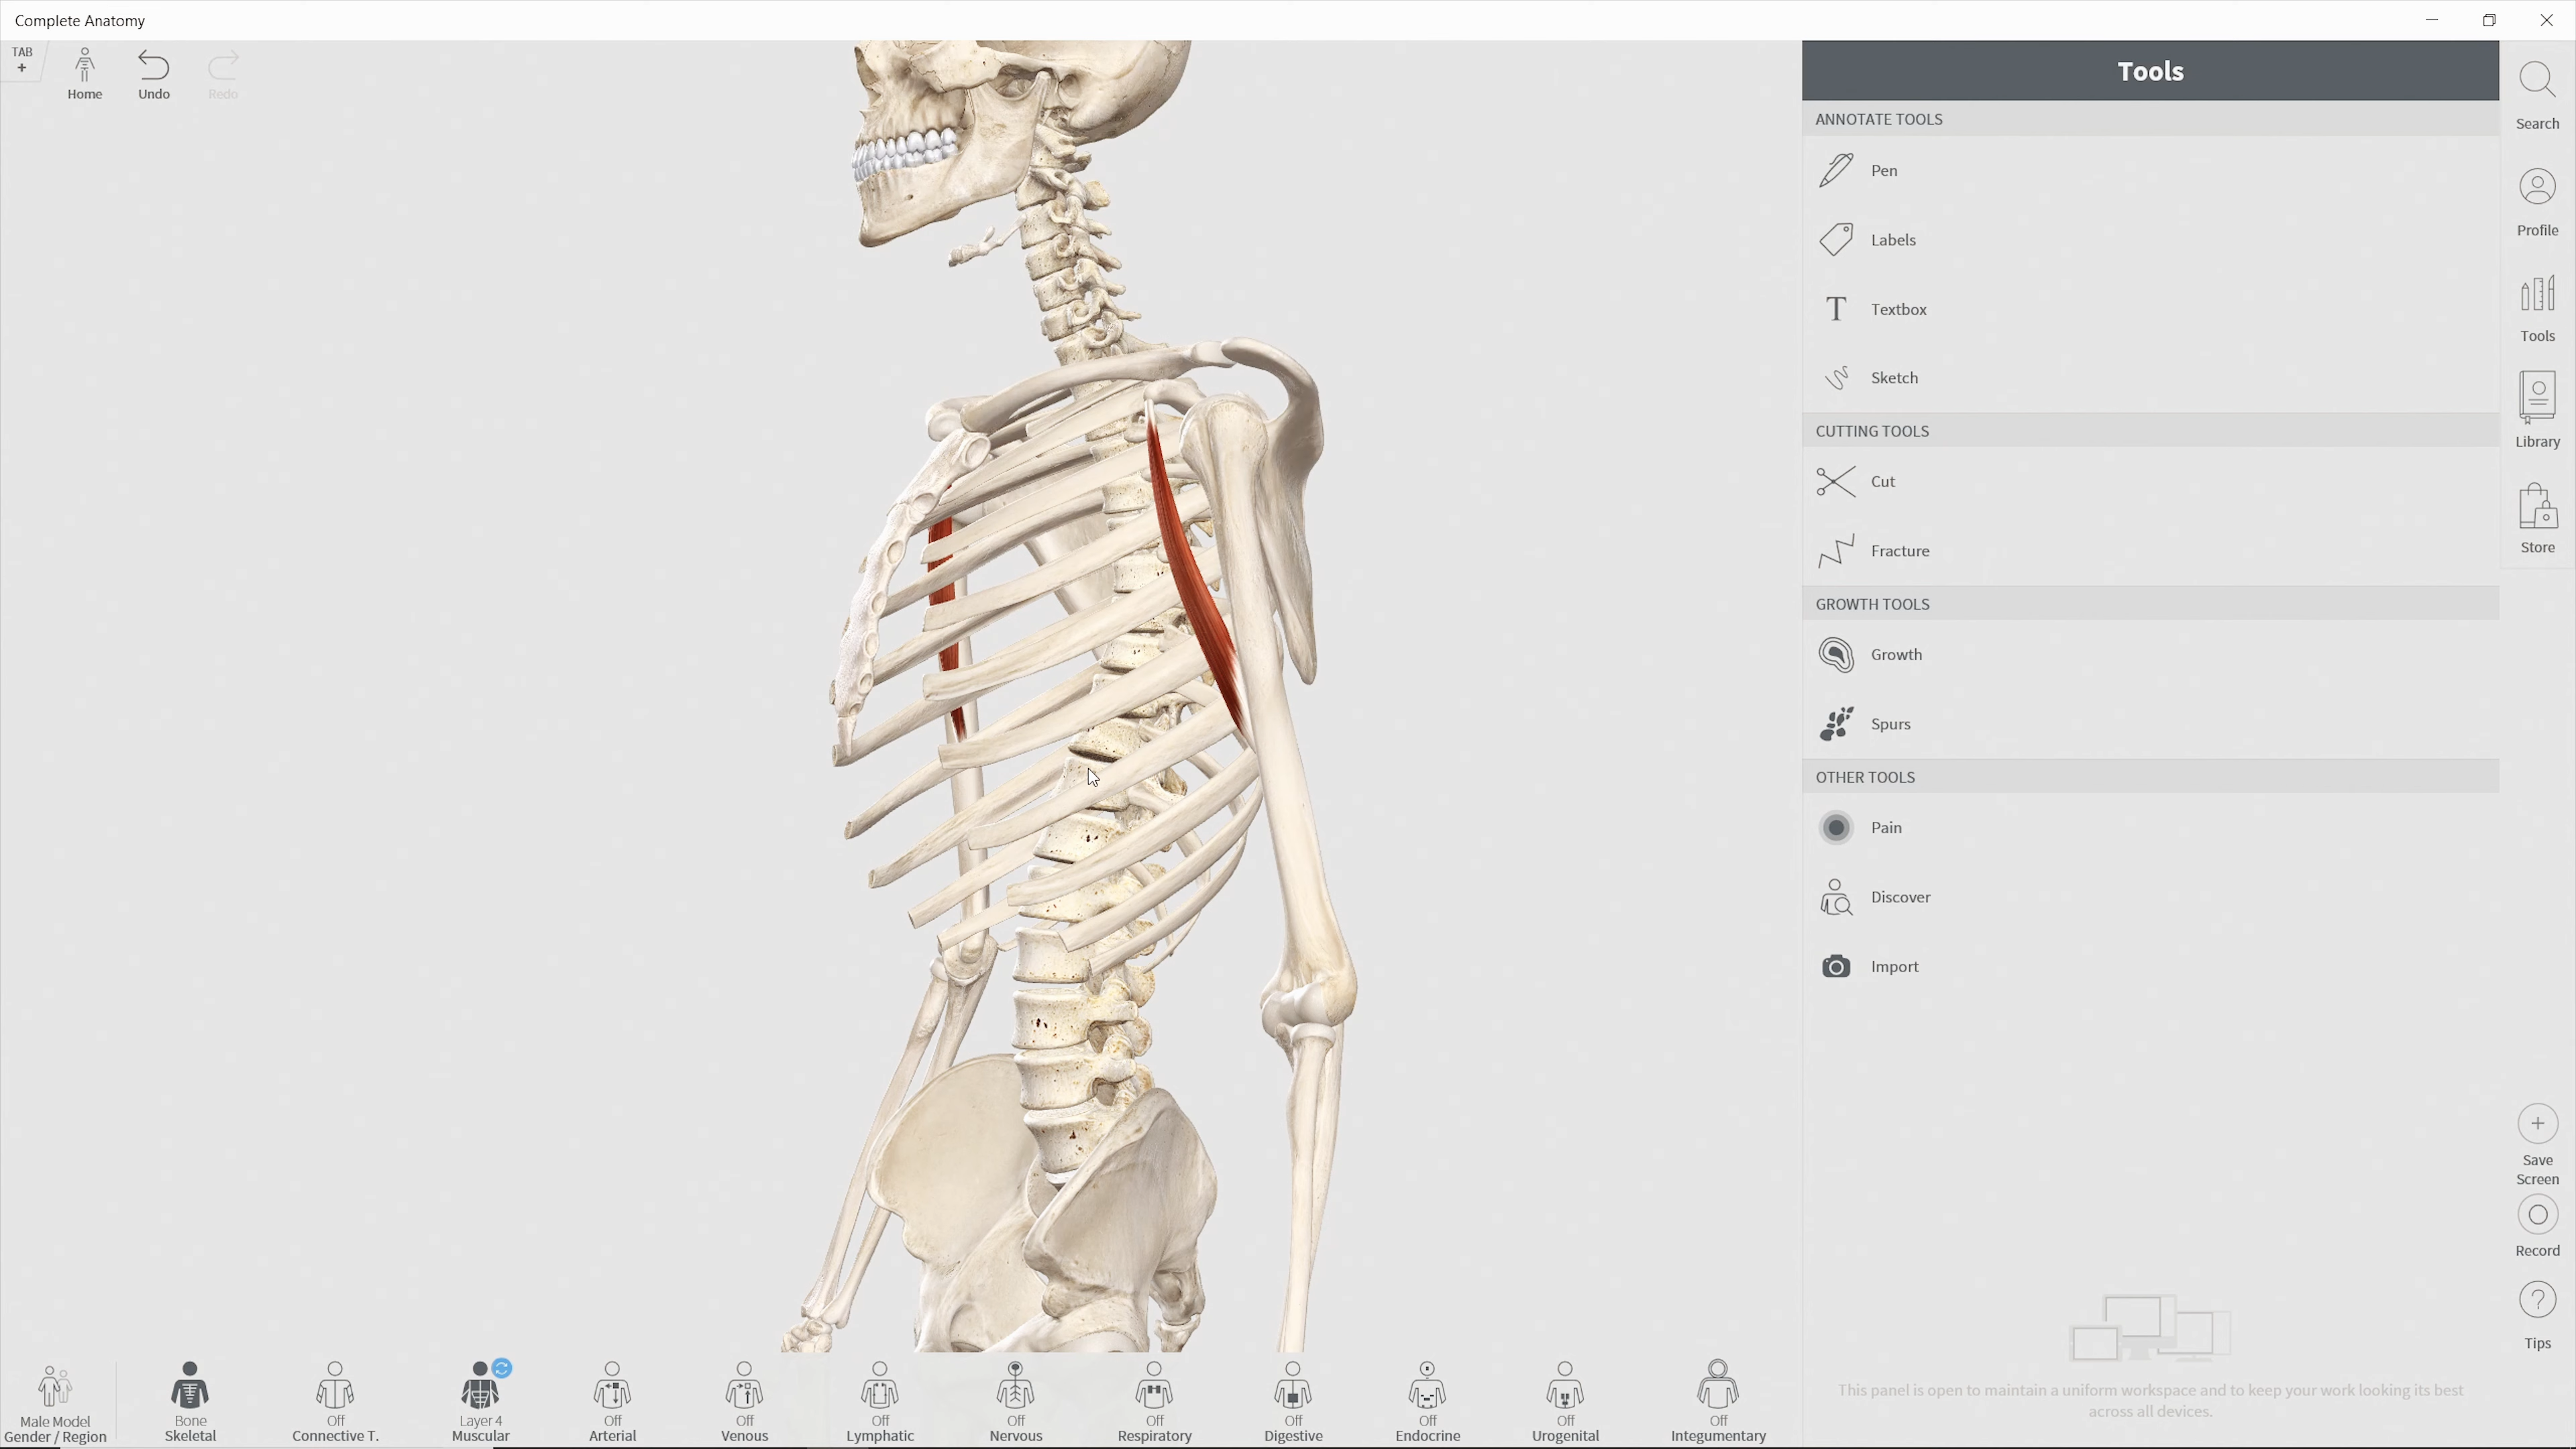 Complete Anatomy
TAB
+
Home
Undo
Redo
Tools
ANNOTATE TOOLS
Pen
Labels
T
Textbox
Sketch
CUTTING TOOLS
Cut
Fracture
GROWTH TOOLS
Growth
Spurs
OTHER TOOLS
Pain
Discover
Import
This panel is open to maintain a uniform workspace and to keep your work looking its best
across all devices.
Search
Profile
Tools
Library
Store
Save
Screen
Record
?
Tips
Male Model
Gender / Region
Bone
Skeletal
Off
Connective T.
Layer 4
Muscular
Off
Arterial
Off
Venous
Off
Lymphatic
Off
Nervous
Off
Respiratory
Off
Digestive
Off
Endocrine
Off
Urogenital
Off
Integumentary